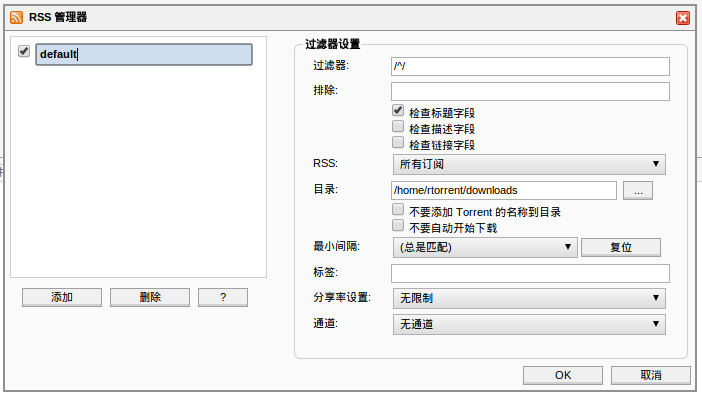 RSS 管理器
default
添加
删除
?
过滤器设置
过滤器:
/^/
排除:
检查标题字段
检查描述字段
检查链接字段
RSS:
所有订阅
目录:
/home/rtorrent/downloads
...
不要添加 Torrent 的名称到目录
不要自动开始下载
最小间隔:
(总是匹配)
复位
标签:
分享率设置:
无限制
通道:
无通道
OK
取消